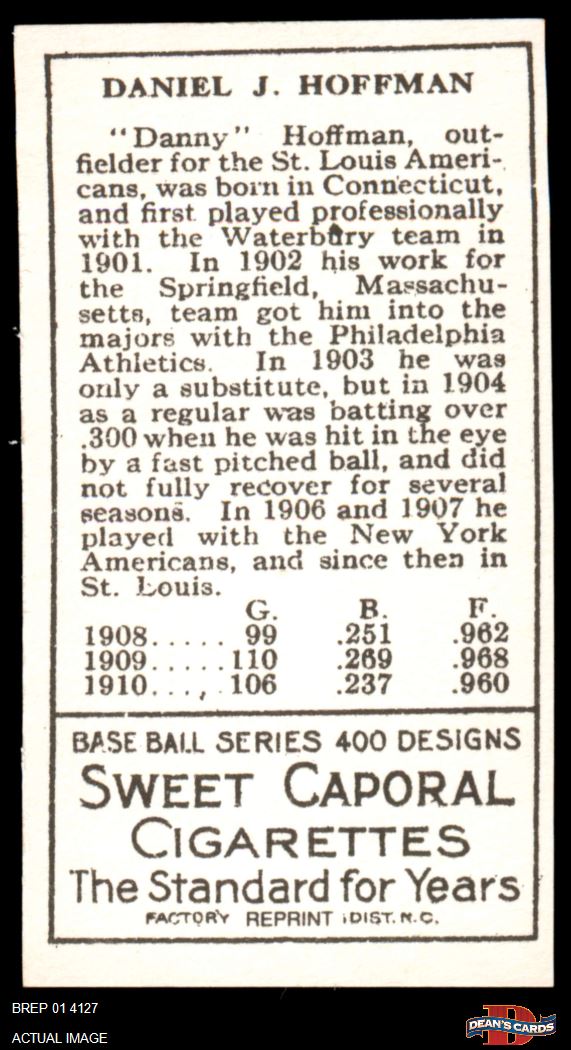 DANIEL J. HOFFMAN
"Danny" Hoffman, out-
fielder for the St. Louis Ameri-
cans, was born in Connecticut,
and first played professionally
with the Waterbury team in
1901. In 1902 his work for
the Springfield, Massachu-
setts, team got him into the
majors with the Philadelphia
Athletics. In 1903 he was
only a substitute, but in 1904
as a regular was batting over
.300 when he was hit in the eye
by a fast pitched ball, and did
not fully recover for several
seasons. In 1906 and 1907 he
played with the New York
Americans, and since then in
St. Louis.
G. B. F.
1908..... 99 .251 .962
1909.....110 .269 .968
1910...., 106 .237 .960
BASE BALL SERIES 400 DESIGNS
SWEET CAPORAL
CIGARETTES
The Standard for Years
FACTORY REPRINT 1DIST. N.C.
BREP 01 4127
ACTUAL IMAGE
D
DEAN'S CARDS